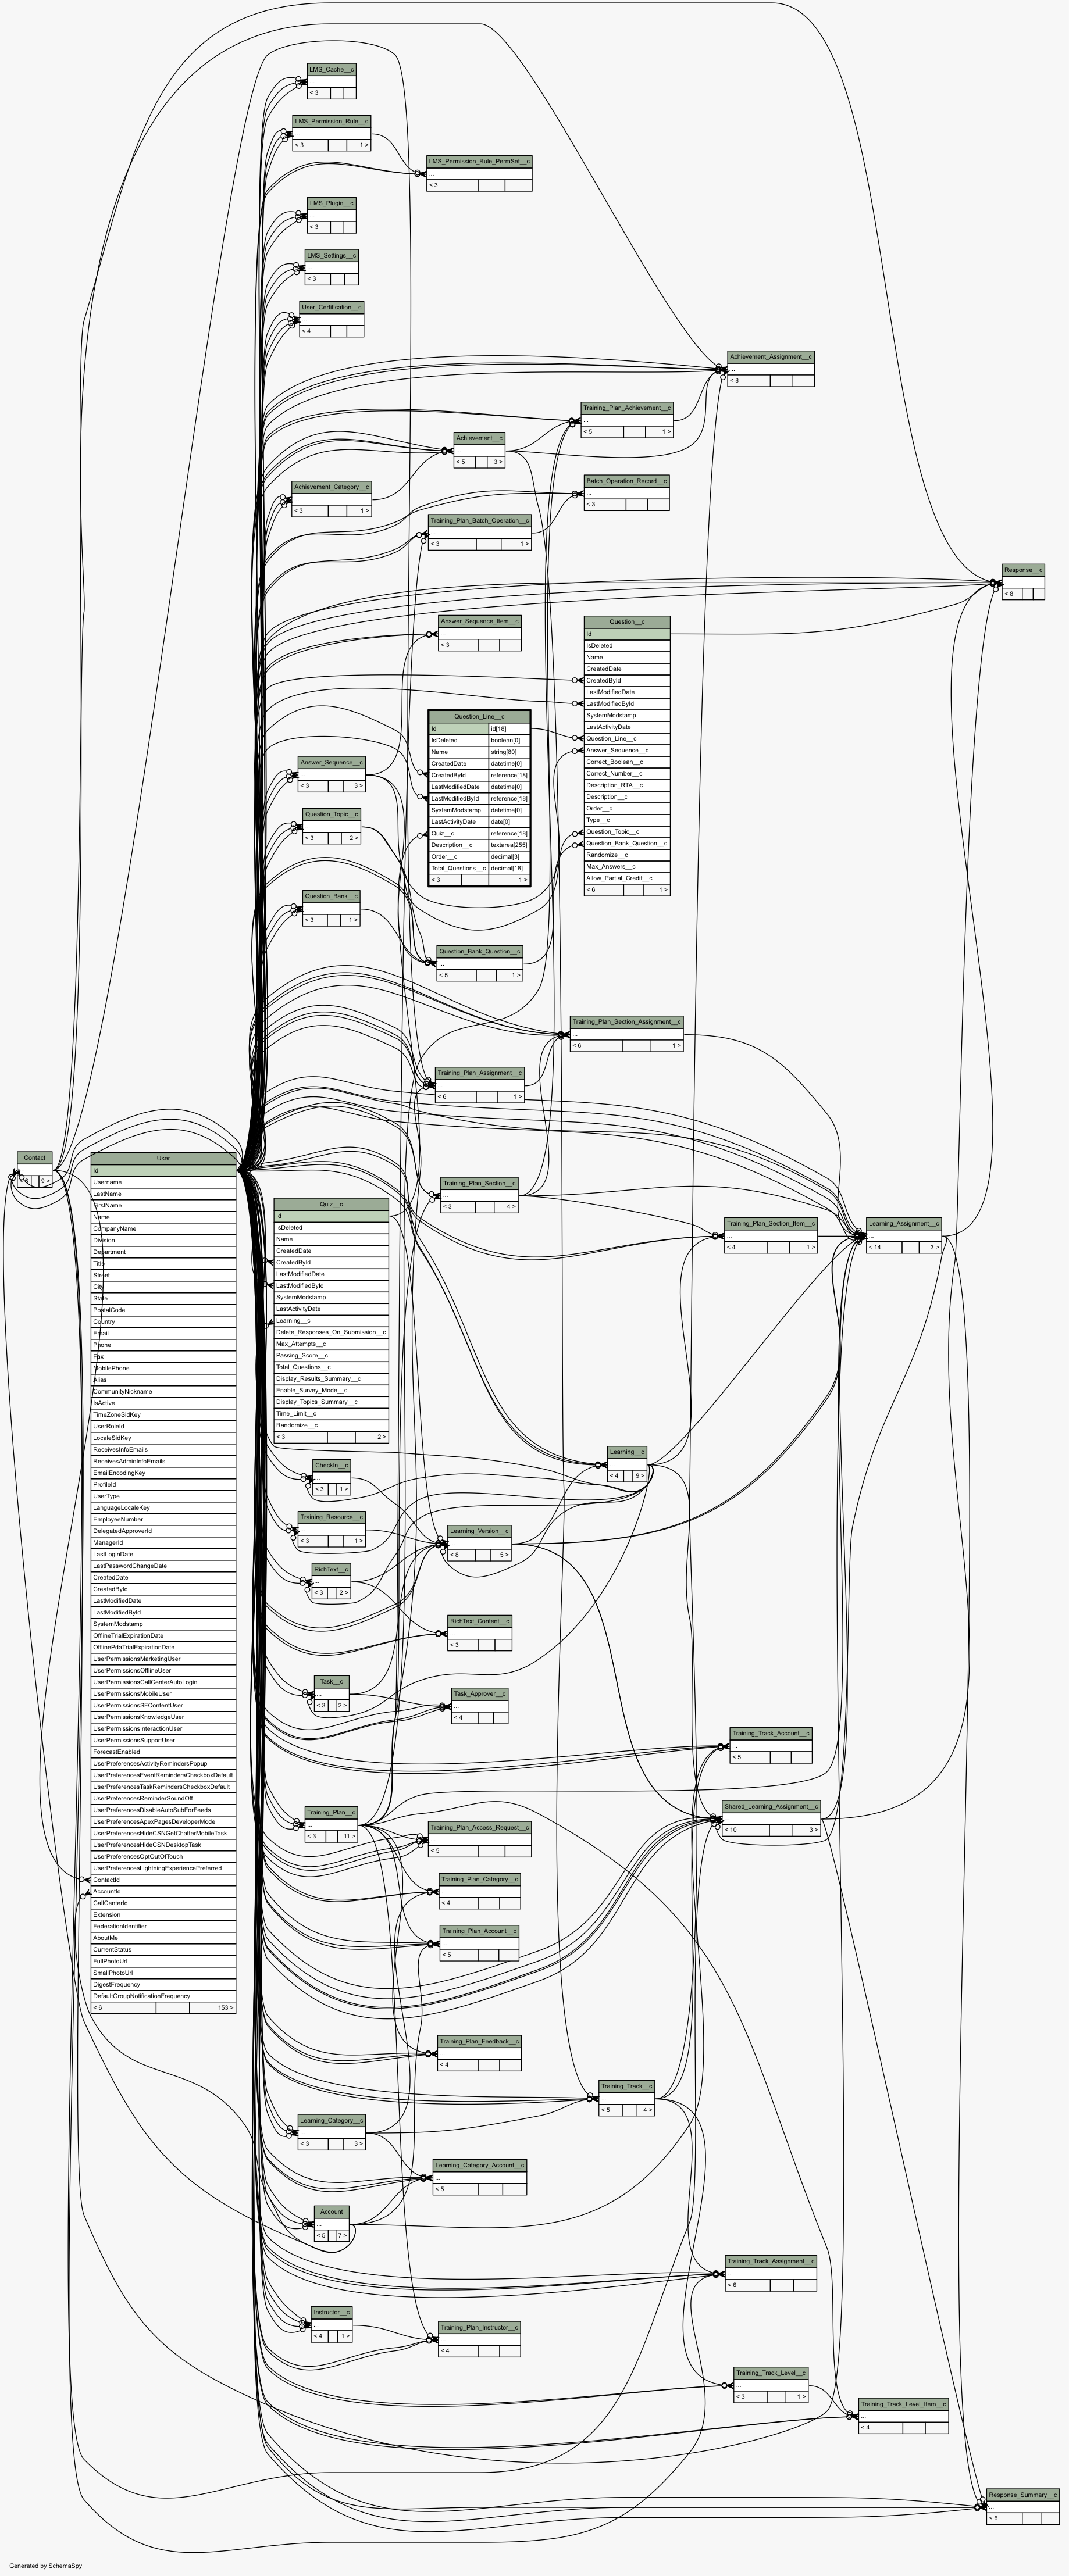 LMS_Cache__c
...
< 3
LMS_Permission_Rule__c
...
< 3 1 >
LMS_Permission_Rule_PermSet__c
...
< 3
LMS_Plugin__c
...
< 3
LMS_Settings__c
...
< 3
User_Certification__c
...
< 4
Achievement_Assignment__c
...
< 8
Training_Plan_Achievement__c
...
< 5 1 >
Achievement__c
...
< 5 3 >
Achievement_Category__c
...
< 3 1 >
Batch_Operation_Record__c
...
< 3
Training_Plan_Batch_Operation__c
...
< 3 1 >
Response__c
...
< 8
Answer_Sequence_Item__c
...
< 3
Question__c
Id
IsDeleted
Name
CreatedDate
CreatedById
LastModifiedDate
LastModifiedById
SystemModstamp
LastActivityDate
Question_Line__c
Answer_Sequence__c
Correct_Boolean__c
Correct_Number__c
Description_RTA__c
Description__c
Order__c
Type__c
Question_Topic__c
Question_Bank_Question__c
Randomize__c
Max_Answers__c
Allow_Partial_Credit__c
< 6 1 >
Question_Line__c
Id id[18]
IsDeleted boolean[0]
Name string[80]
CreatedDate datetime[0]
CreatedById reference[18]
LastModifiedDate datetime[0]
LastModifiedById reference[18]
SystemModstamp datetime[0]
LastActivityDate date[0]
Quiz__c reference[18]
Description__c textarea[255]
Order__c decimal[3]
Total_Questions__c decimal[18]
< 3 1 >
Answer_Sequence__c
...
< 3 3 >
Question_Topic__c
...
< 3 2 >
Question_Bank__c
...
< 3 1 >
Question_Bank_Question__c
...
< 5 1 >
Training_Plan_Section_Assignment__c
...
< 6 1 >
Training_Plan_Assignment__c
...
< 6 1 >
Contact
9 >
User
Id
Username
LastName
FirstName
Name
CompanyName
Division
Department
Title
Street
City
State
PostalCode
Country
Email
Phone
Fax
MobilePhone
Alias
CommunityNickname
IsActive
TimeZoneSidKey
UserRoleId
LocaleSidKey
ReceivesInfoEmails
ReceivesAdminInfoEmails
EmailEncodingKey
ProfileId
UserType
LanguageLocaleKey
EmployeeNumber
DelegatedApproverId
ManagerId
LastLoginDate
LastPasswordChangeDate
CreatedDate
CreatedById
LastModifiedDate
LastModifiedById
SystemModstamp
OfflineTrialExpirationDate
OfflinePdaTrialExpirationDate
UserPermissionsMarketingUser
UserPermissionsOfflineUser
UserPermissionsCallCenterAutoLogin
UserPermissionsMobileUser
UserPermissionsSFContentUser
UserPermissionsKnowledgeUser
UserPermissionsInteractionUser
UserPermissionsSupportUser
ForecastEnabled
UserPreferencesActivityRemindersPopup
UserPreferencesEventRemindersCheckboxDefault
UserPreferencesTaskRemindersCheckboxDefault
UserPreferencesReminderSoundOff
UserPreferencesDisableAutoSubForFeeds
UserPreferencesApexPagesDeveloperMode
UserPreferencesHideCSNGetChatterMobileTask
UserPreferencesHideCSNDesktopTask
UserPreferencesOptOutOfTouch
UserPreferencesLightningExperiencePreferred
ContactId
AccountId
CallCenterId
Extension
FederationIdentifier
AboutMe
CurrentStatus
FullPhotoUrl
SmallPhotoUrl
DigestFrequency
DefaultGroupNotificationFrequency
< 6 153 >
Quiz__c
Id
IsDeleted
Name
CreatedDate
CreatedById
LastModifiedDate
LastModifiedById
SystemModstamp
LastActivityDate
Learning__c
Delete_Responses_On_Submission__c
Max_Attempts__c
Passing_Score__c
Total_Questions__c
Display_Results_Summary__c
Enable_Survey_Mode__c
Display_Topics_Summary__c
Time_Limit__c
Randomize__c
< 3 2 >
Training_Plan_Section__c
...
< 3 4 >
Training_Plan_Section_Item__c
...
< 4 1 >
Learning_Assignment__c
...
< 14 3 >
Learning__c
...
< 4 9 >
CheckIn__c
...
< 3 1 >
Training_Resource__c
...
< 3 1 >
Learning_Version__c
...
< 8 5 >
RichText__c
...
< 3 2 >
RichText_Content__c
...
< 3
Task__c
...
< 3 2 >
Task_Approver__c
...
< 4
Training_Track_Account__c
...
< 5
Training_Plan__c
...
< 3 11 >
Shared_Learning_Assignment__c
...
< 10 3 >
Training_Plan_Access_Request__c
...
< 5
Training_Plan_Category__c
...
< 4
Training_Plan_Account__c
...
< 5
Training_Plan_Feedback__c
...
< 4
Training_Track__c
...
< 5 4 >
Learning_Category__c
...
< 3 3 >
Learning_Category_Account__c
...
< 5
Account
...
< 5 7 >
Training_Track_Assignment__c
...
< 6
Instructor__c
...
< 4 1 >
Training_Plan_Instructor__c
...
< 4
Training_Track_Level__c
...
< 3 1 >
Training_Track_Level_Item__c
...
< 4
Response_Summary__c
...
< 6
Generated by SchemaSpy